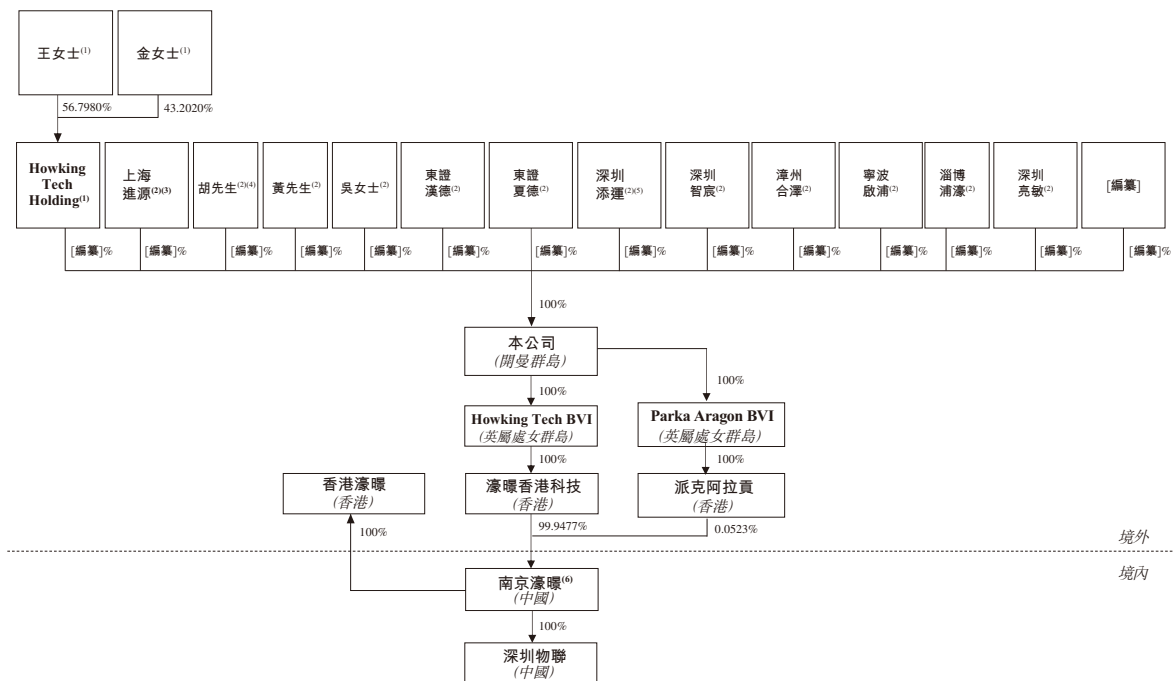 王女士(1)
金女士(1)
56.7980%
43.2020%
Howking
Tech
Holding(1)
上海
進源(2)(3)
胡先生(2)(4)
黃先生(2)
吳女士(2)
東證
漢德(2)
東證
夏德(2)
深圳
添運(2)(5)
深圳
智宸(2)
漳州
合澤(2)
寧波
啟浦(2)
淄博
浦濠(2)
深圳
亮敏(2)
[編纂]
[編纂]%
[編纂]%
[編纂]%
[編纂]%
[編纂]%
[編纂]%
[編纂]%
[編纂]%
[編纂]%
[編纂]%
[編纂]%
[編纂]%
[編纂]%
[編纂]%
100%
本公司
(開曼群島)
100%
100%
Howking Tech BVI
(英屬處女群島)
Parka Aragon BVI
(英屬處女群島)
100%
100%
香港濠暻
(香港)
濠暻香港科技
(香港)
派克阿拉貢
(香港)
100%
99.9477%
0.0523%
境外
境內
南京濠暻(6)
(中國)
100%
深圳物聯
(中國)